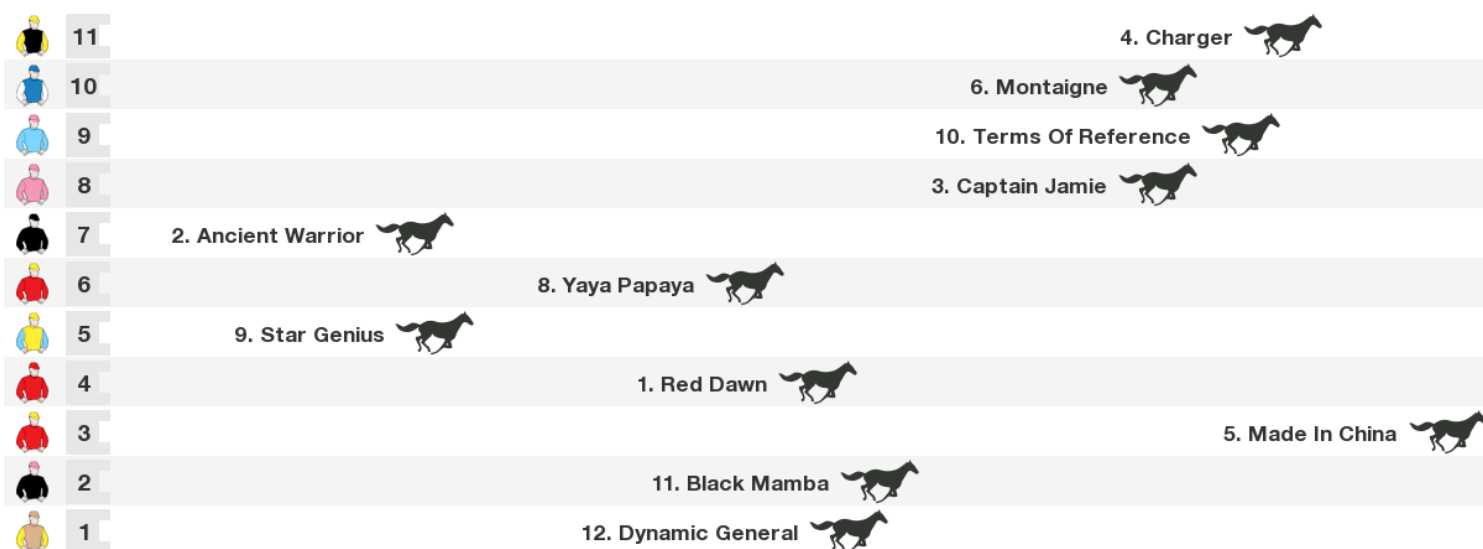 11 4. Charger
10 6. Montaigne
9 10. Terms Of Reference
8 3. Captain Jamie
7 2. Ancient Warrior
6 8. Yaya Papaya
5 9. Star Genius
4 1. Red Dawn
3 5. Made In China
2 11. Black Mamba
1 12. Dynamic General